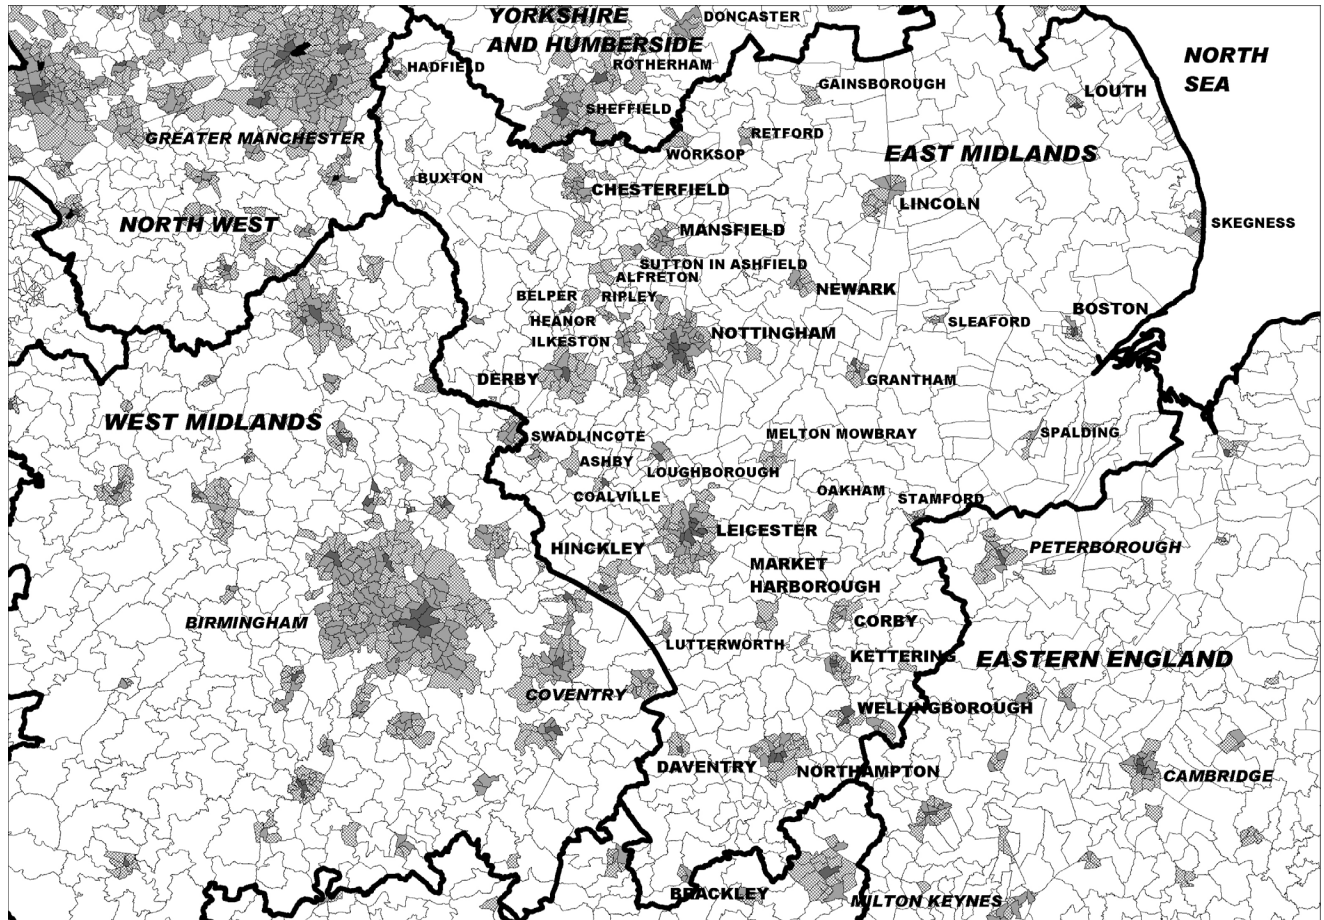 YORKSHIRE
AND HUMBERSIDE
DONCASTER
NORTH
SEA
HADFIELD
ROTHERHAM
GAINSBOROUGH
LOUTH
SHEFFIELD
GREATER MANCHESTER
RETFORD
WORKSOP
EAST MIDLANDS
BUXTON
CHESTERFIELD
LINCOLN
NORTH WEST
MANSFIELD
SKEGNESS
SUTTON IN ASHFIELD
ALFRETON
NEWARK
BELPER
RIPLEY
BOSTON
HEANOR
SLEAFORD
NOTTINGHAM
ILKESTON
DERBY
GRANTHAM
WEST MIDLANDS
SWADLINCOTE
MELTON MOWBRAY
SPALDING
ASHBY
LOUGHBOROUGH
COALVILLE
OAKHAM
STAMFORD
LEICESTER
HINCKLEY
PETERBOROUGH
MARKET
HARBOROUGH
BIRMINGHAM
CORBY
LUTTERWORTH
KETTERING
EASTERN ENGLAND
COVENTRY
WELLINGBOROUGH
DAVENTRY
NORTHAMPTON
CAMBRIDGE
BRACKLEY
MILTON KEYNES